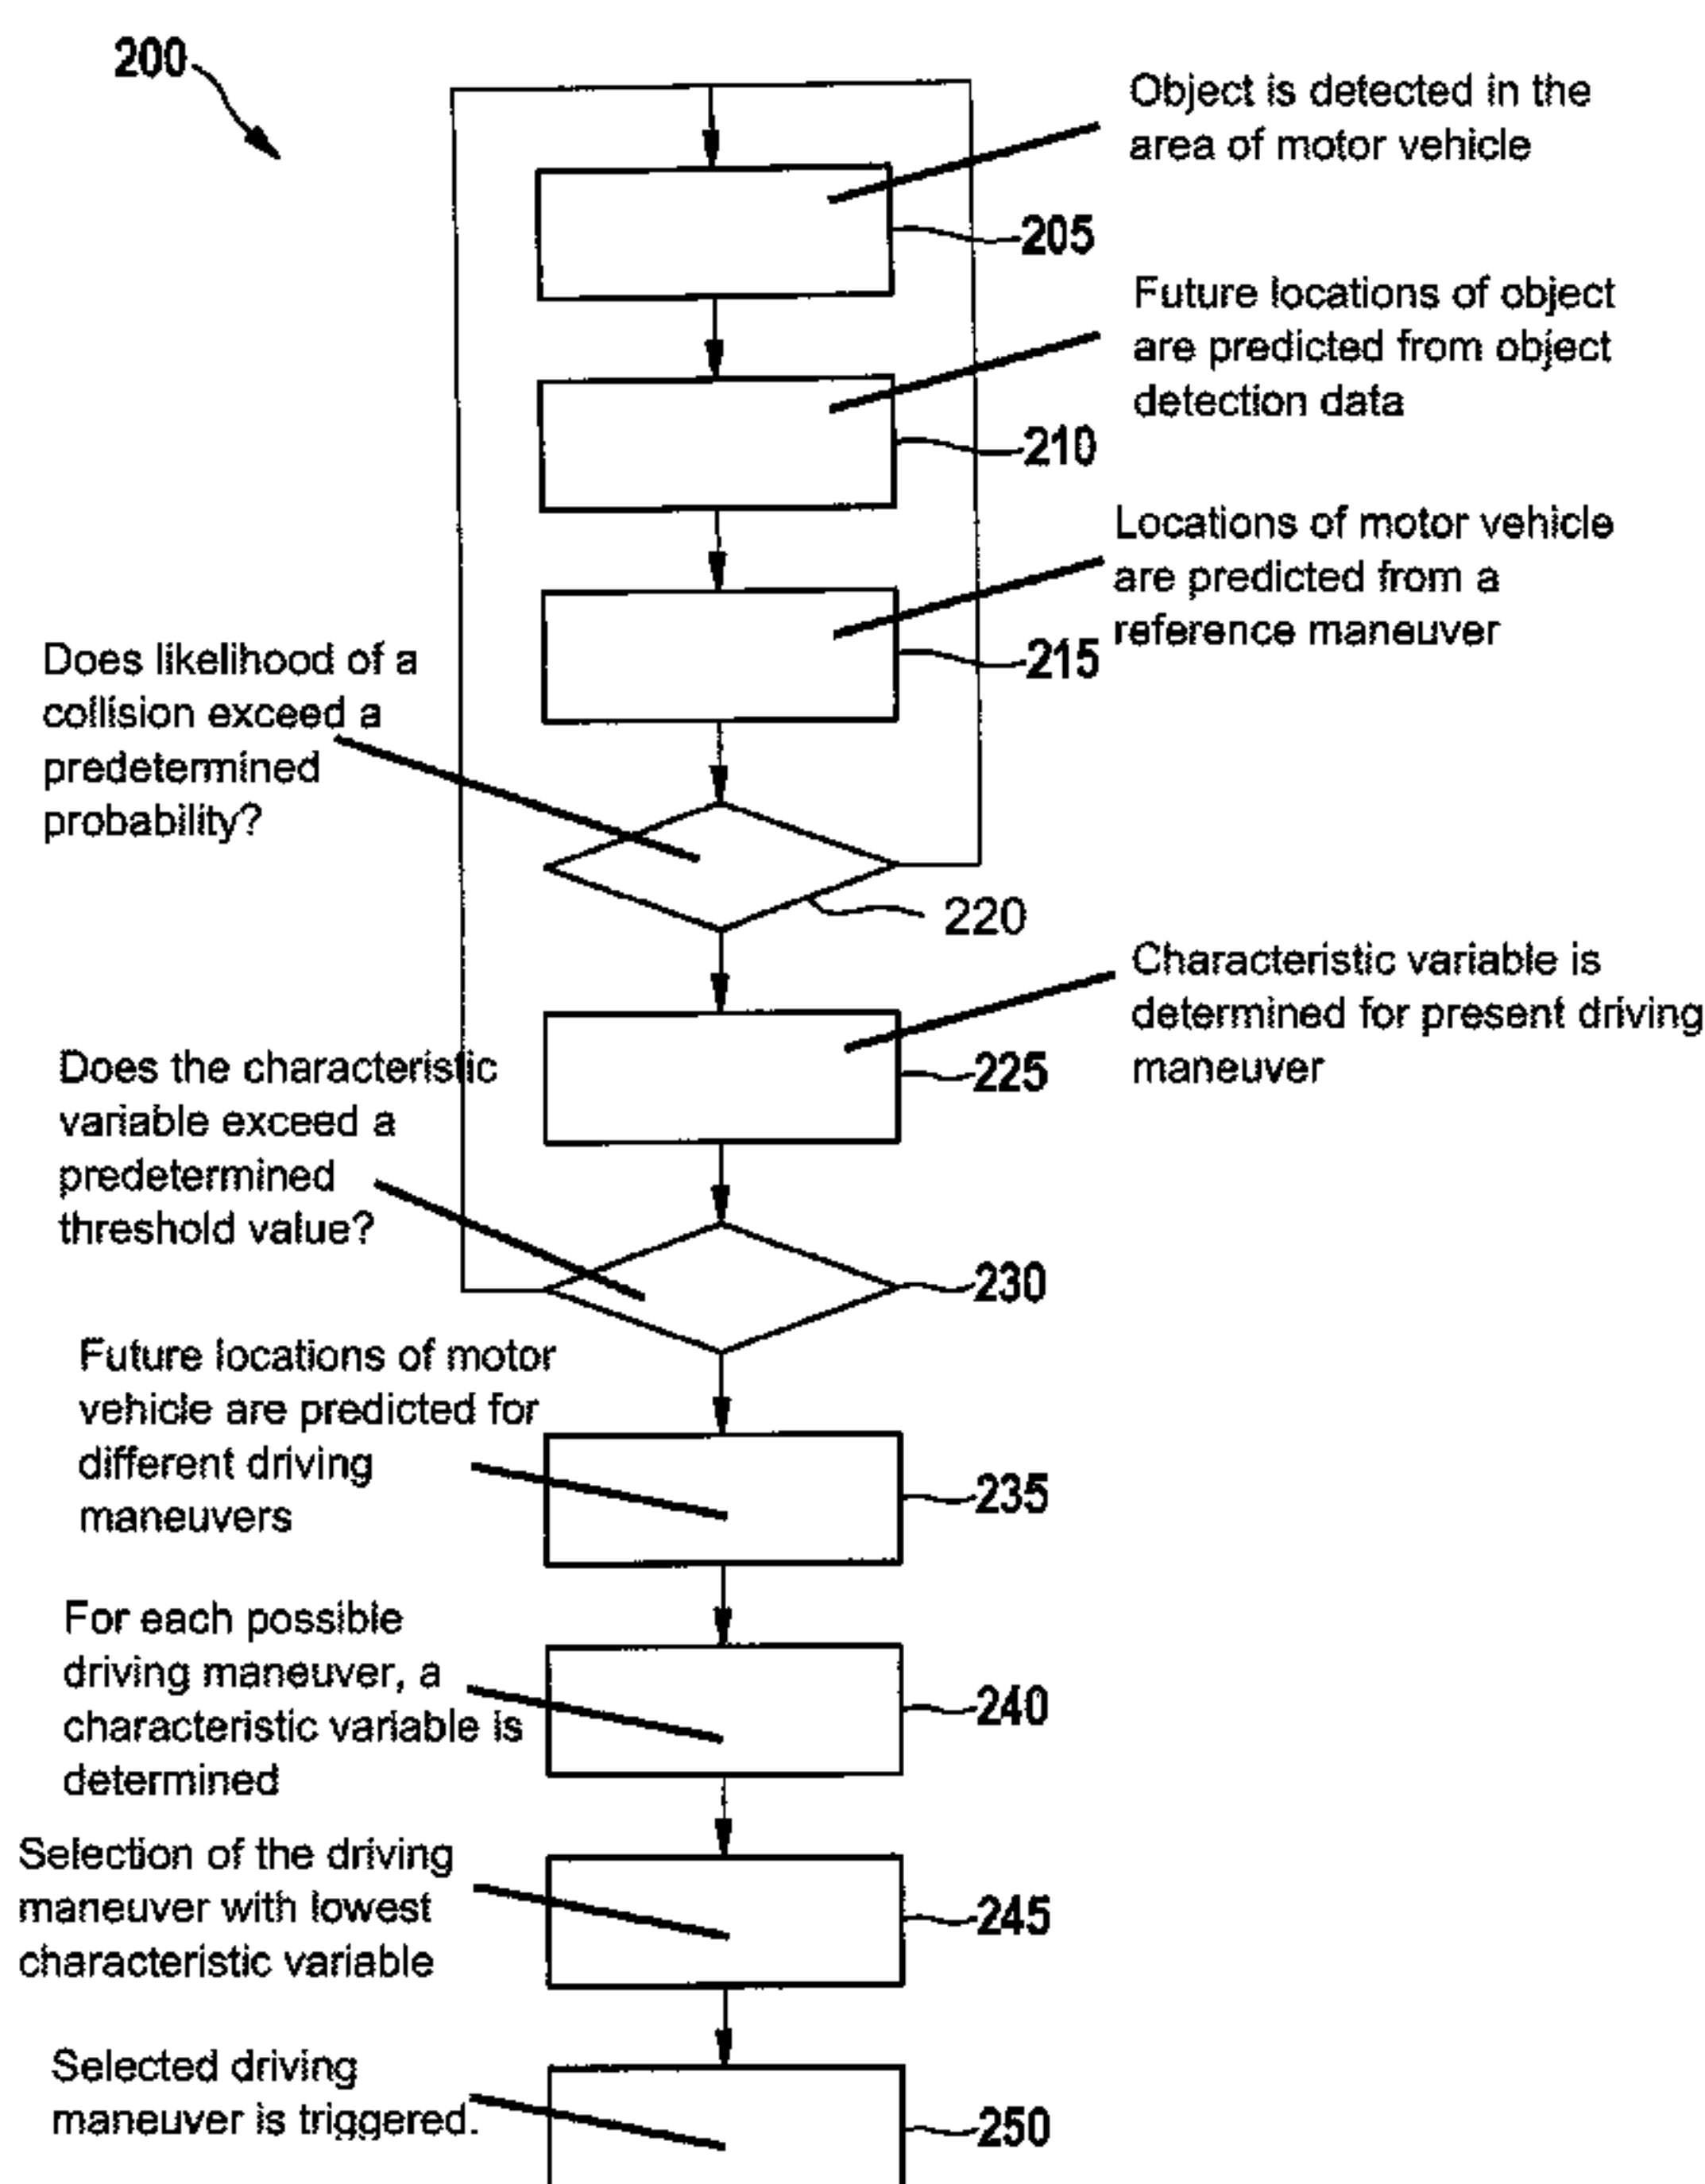 200
Object is detected in the
area of motor vehicle
205
Future locations of object
are predicted from object
detection data
210
Locations of motor vehicle
are predicted from a
reference maneuver
215
Does likelihood of a
collision exceed a
predetermined
probability?
220
Characteristic variable is
determined for present driving
maneuver
225
Does the characteristic
variable exceed a
predetermined
threshold value?
230
Future locations of motor
vehicle are predicted for
different driving
maneuvers
235
For each possible
driving maneuver, a
characteristic variable is
determined
240
Selection of the driving
maneuver with lowest
characteristic variable
245
Selected driving
maneuver is triggered.
250